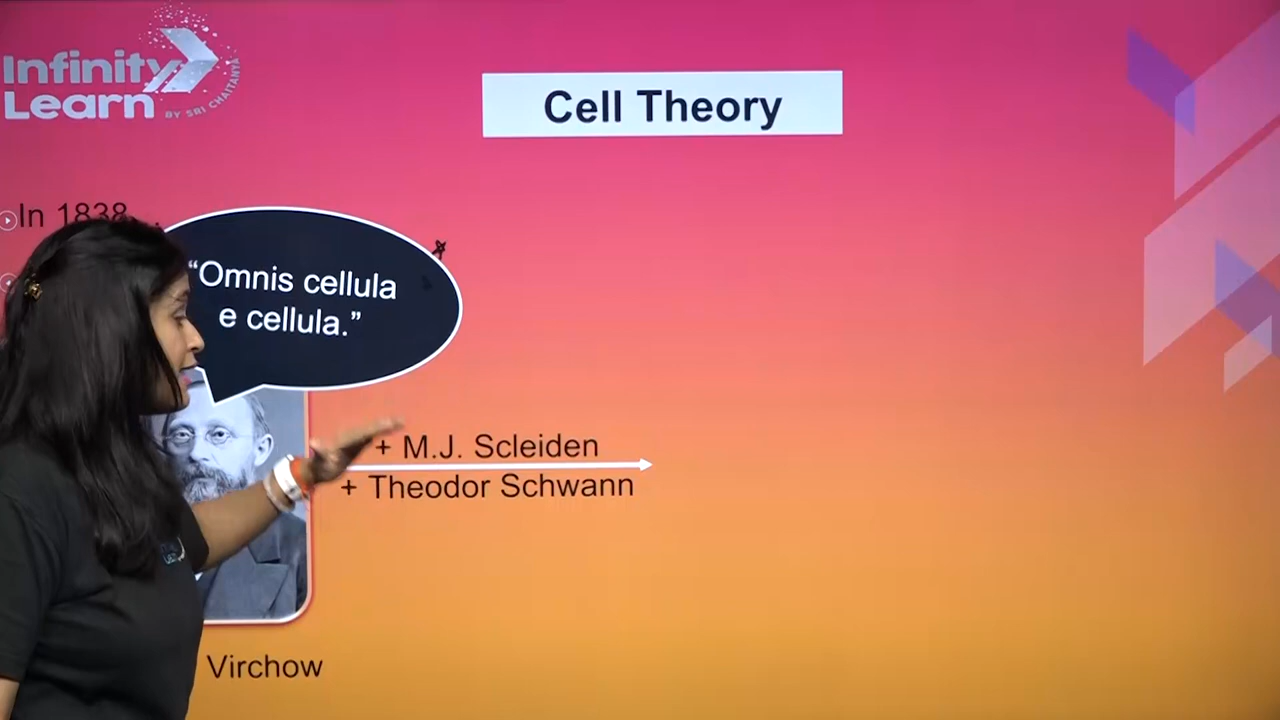 Infinity
Learn
BY SRI CHAITANYA
Cell Theory
In 1838...
“Omnis cellula
e cellula.”
+ M.J. Scleiden
+ Theodor Schwann
Virchow